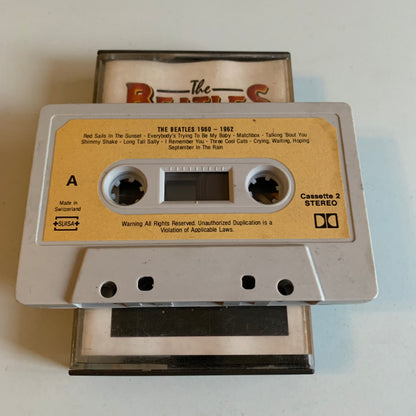 The
BEATLES
THE BEATLES 1960 - 1962
Red Sails In The Sunset - Everybody's Trying To Be My Baby - Matchbox - Talking 'Bout You
Shimmy Shake - Long Tall Sally - I Remember You - Three Cool Cats - Crying, Waiting, Hoping
September In The Rain
A
Cassette 2
STEREO
Made in
Switzerland
SUISA
Warning All Rights Reserved. Unauthorized Duplication is a
Violation of Applicable Laws.